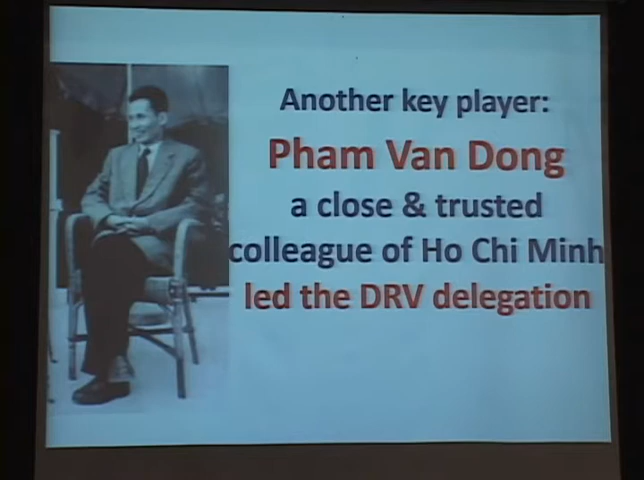 Another key player:
Pham Van Dong
a close & trusted
colleague of Ho Chi Minh
led the DRV delegation